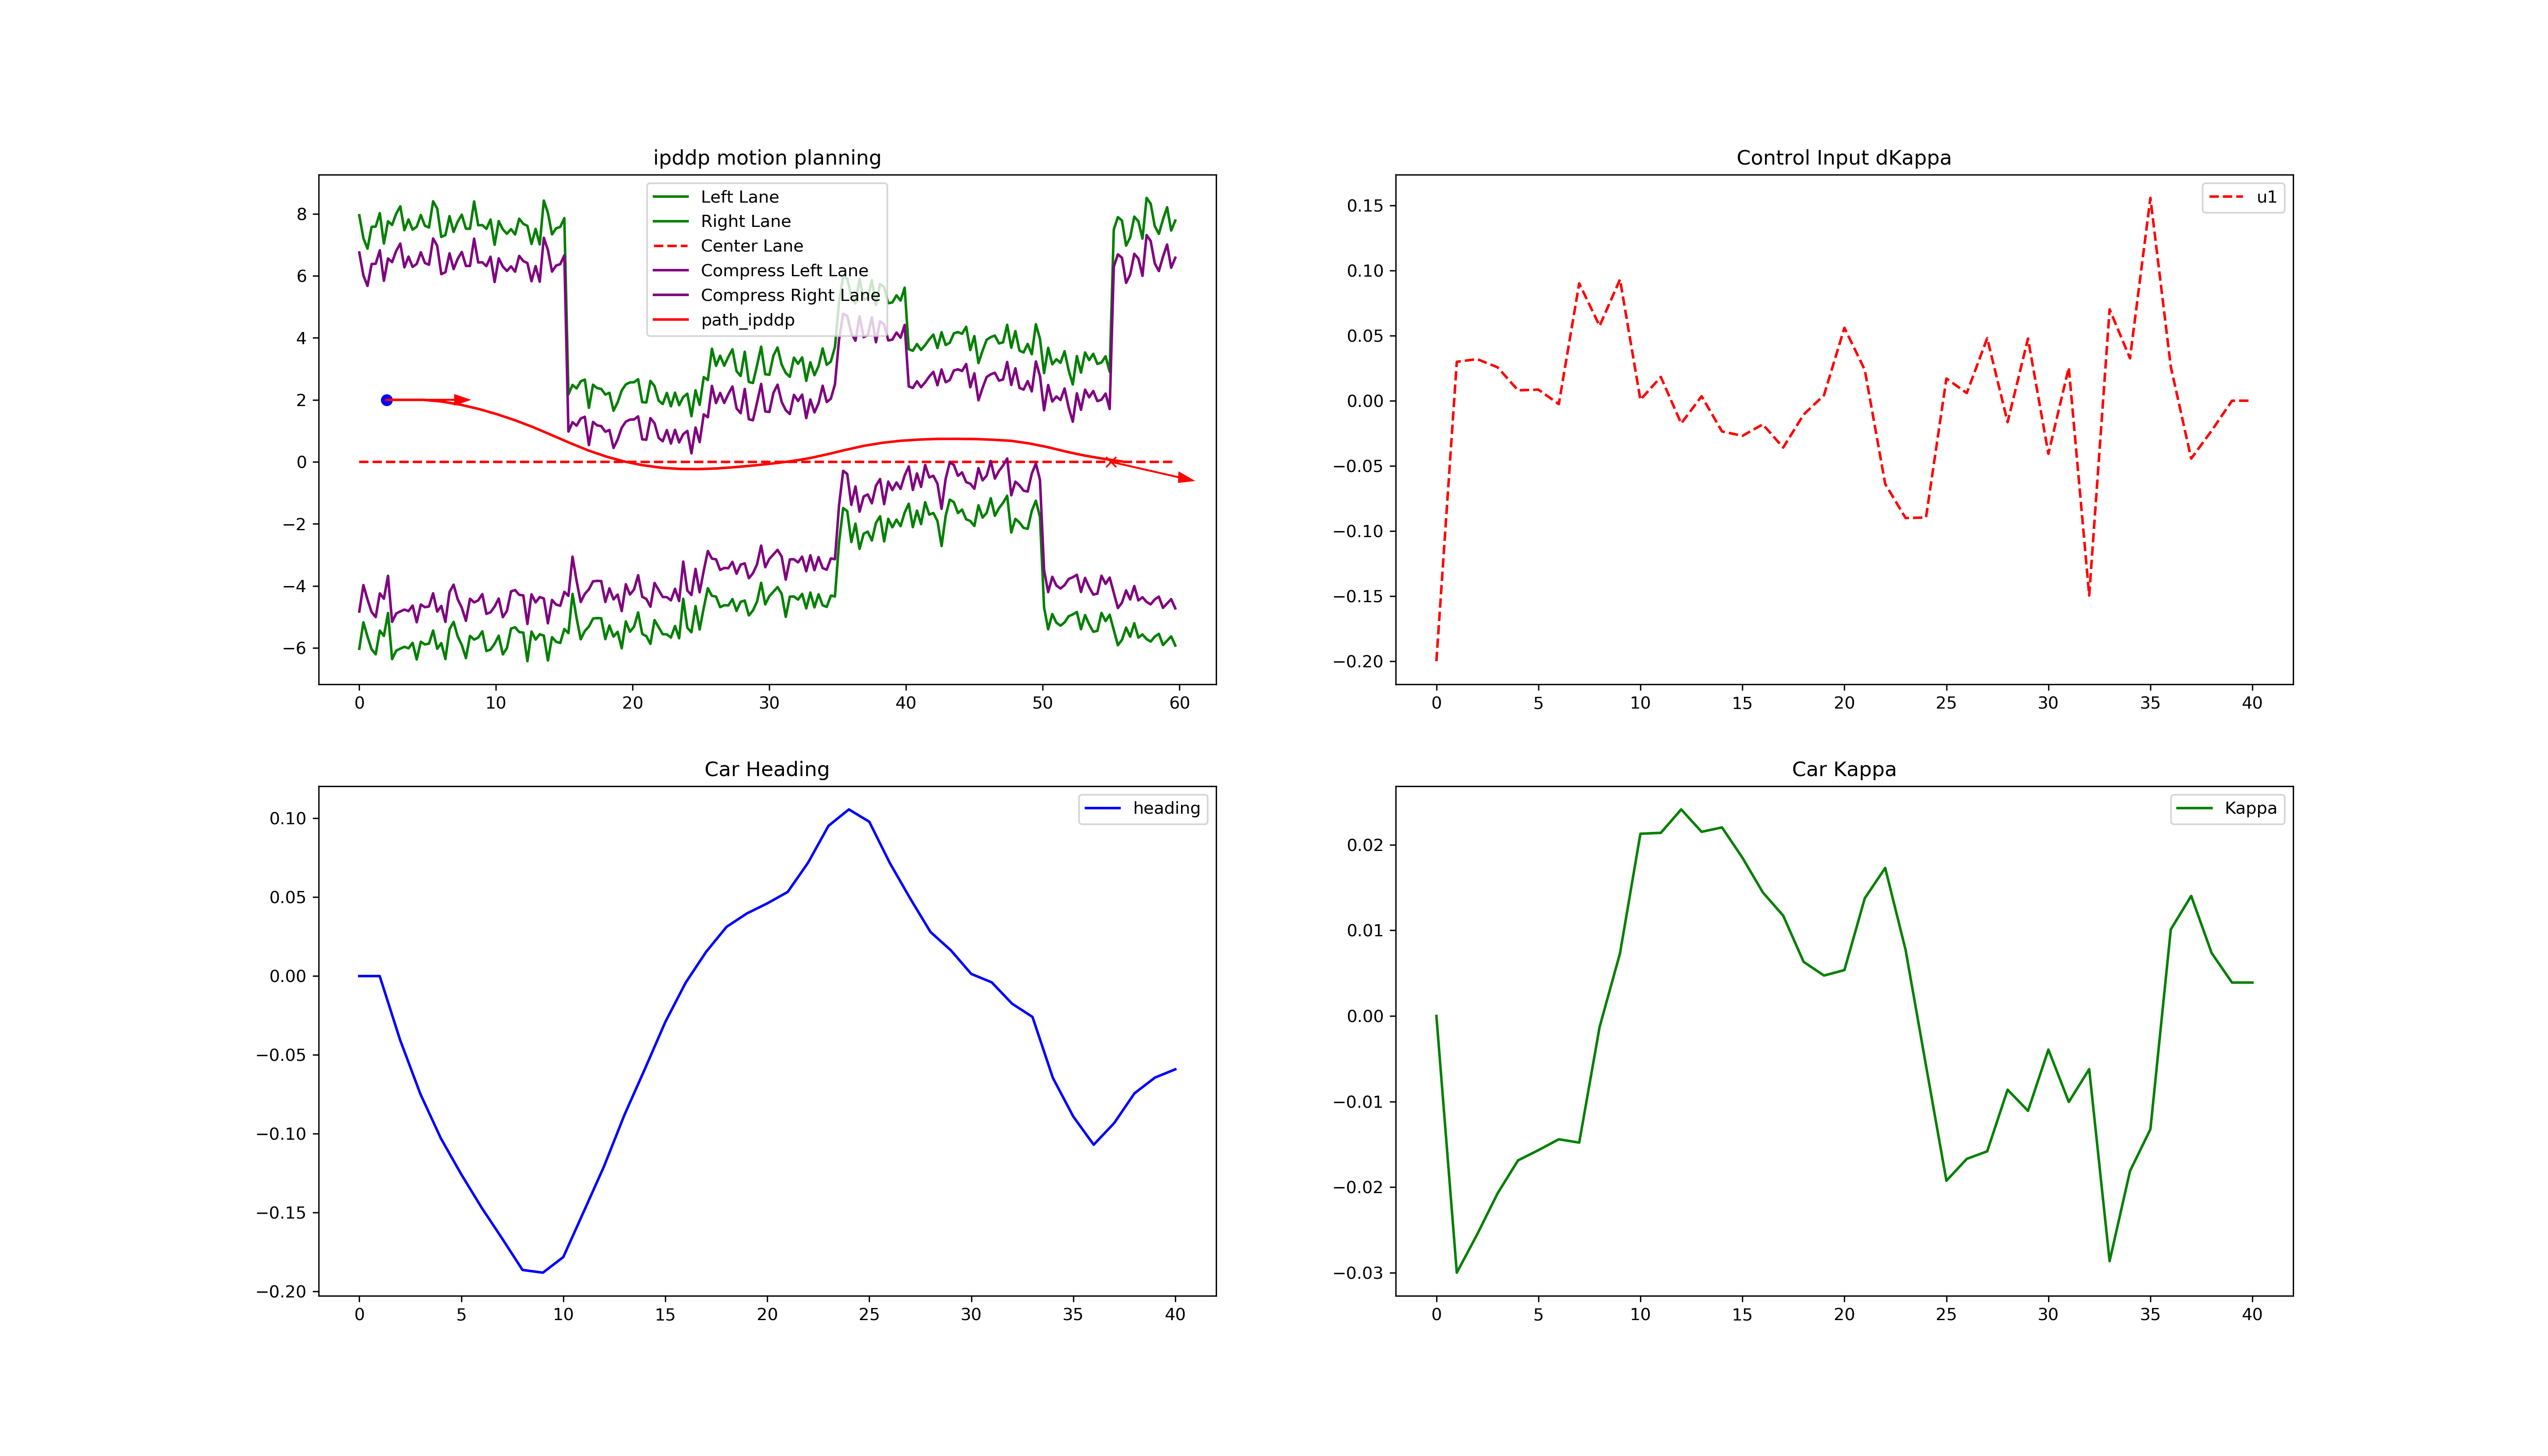 ipddp motion planning
Left Lane
Right Lane
Center Lane
Compress Left Lane
Compress Right Lane
path_ipddp
8
6
4
2
0
−2
−4
−6
0 10 20 30 40 50 60
Control Input dKappa
u1
0.15
0.10
0.05
0.00
−0.05
−0.10
−0.15
−0.20
0 5 10 15 20 25 30 35 40
Car Heading
heading
0.10
0.05
0.00
−0.05
−0.10
−0.15
−0.20
0 5 10 15 20 25 30 35 40
Car Kappa
Kappa
0.02
0.01
0.00
−0.01
−0.02
−0.03
0 5 10 15 20 25 30 35 40